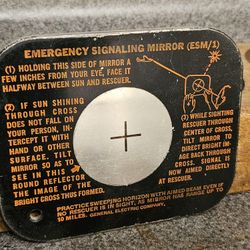 EMERGENCY SIGNALING MIRROR (ESM/1)
(1) HOLDING THIS SIDE OF MIRROR A
FEW INCHES FROM YOUR EYE, FACE IT
HALFWAY BETWEEN SUN AND RESCUER.
(2) IF SUN SHINING
THROUGH CROSS
DOES NOT FALL ON
YOUR PERSON, IN-
TERCEPT IT WITH
HAND OR OTHER
SURFACE. TILT
MIRROR SO AS TO
SEE IN THIS
ROUND REFLECTOR
THE IMAGE OF THE
BRIGHT CROSS THUS FORMED.
(3) WHILE SIGHTING
RESCUER THROUGH
CENTER OF CROSS,
TILT MIRROR TO
DIRECT BRIGHT IM-
AGE BACK THROUGH
CROSS. SIGNAL IS
NOW AIMED DIRECTLY
AT RESCUER.
PRACTICE SWEEPING HORIZON WITH AIMED BEAM EVEN IF
NO RESCUER IS IN SIGHT, AS MIRROR HAS RANGE UP TO
10 MILES. GENERAL ELECTRIC COMPANY.